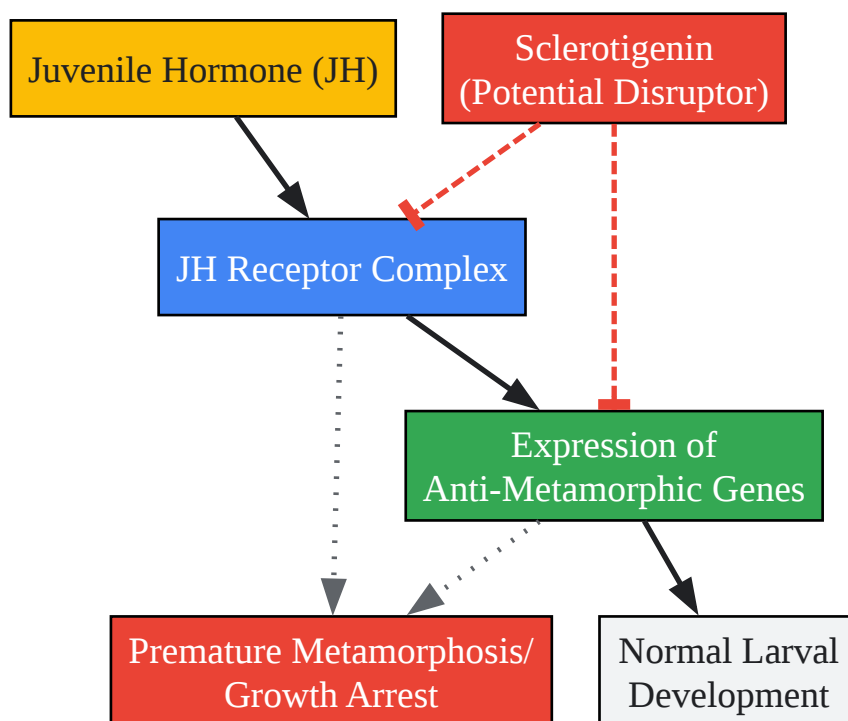 Juvenile Hormone (JH)
Sclerotigenin
(Potential Disruptor)
JH Receptor Complex
Expression of
Anti-Metamorphic Genes
Premature Metamorphosis/
Growth Arrest
Normal Larval
Development